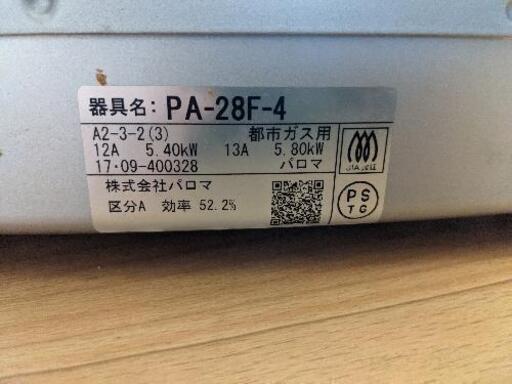 器具名: PA-28F-4
A2-3-2(3) 都市ガス用
12A 5.40kW 13A 5.80kW
17･09-400328 パロマ
株式会社パロマ
区分A 効率 52.2%
PS
TG